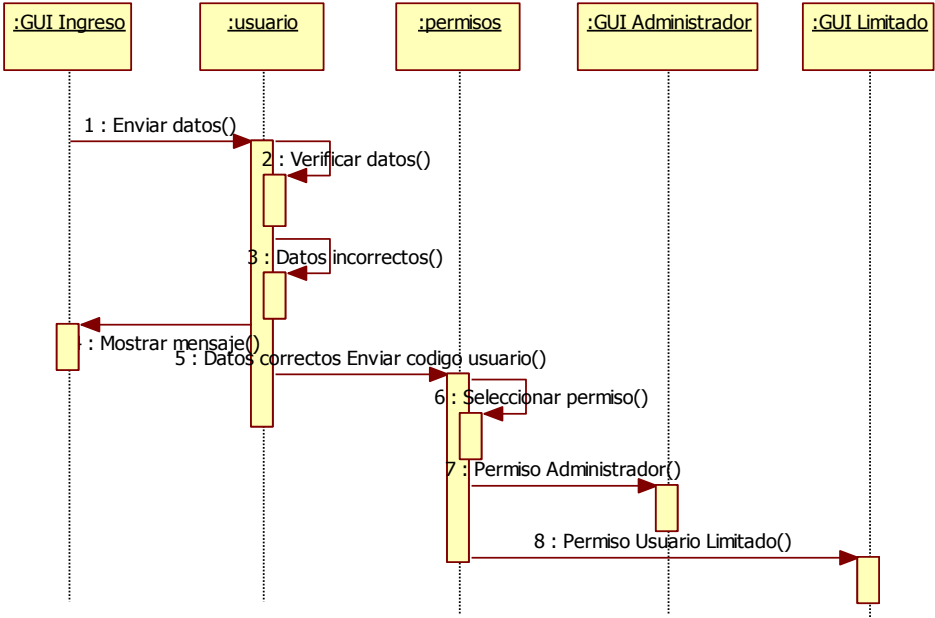 :GUI Ingreso
:usuario
:permisos
:GUI Administrador
:GUI Limitado
1 : Enviar datos()
2 : Verificar datos()
3 : Datos incorrectos()
: Mostrar mensaje()
5 : Datos correctos Enviar codigo usuario()
6 : Seleccionar permiso()
7 : Permiso Administrador()
8 : Permiso Usuario Limitado()